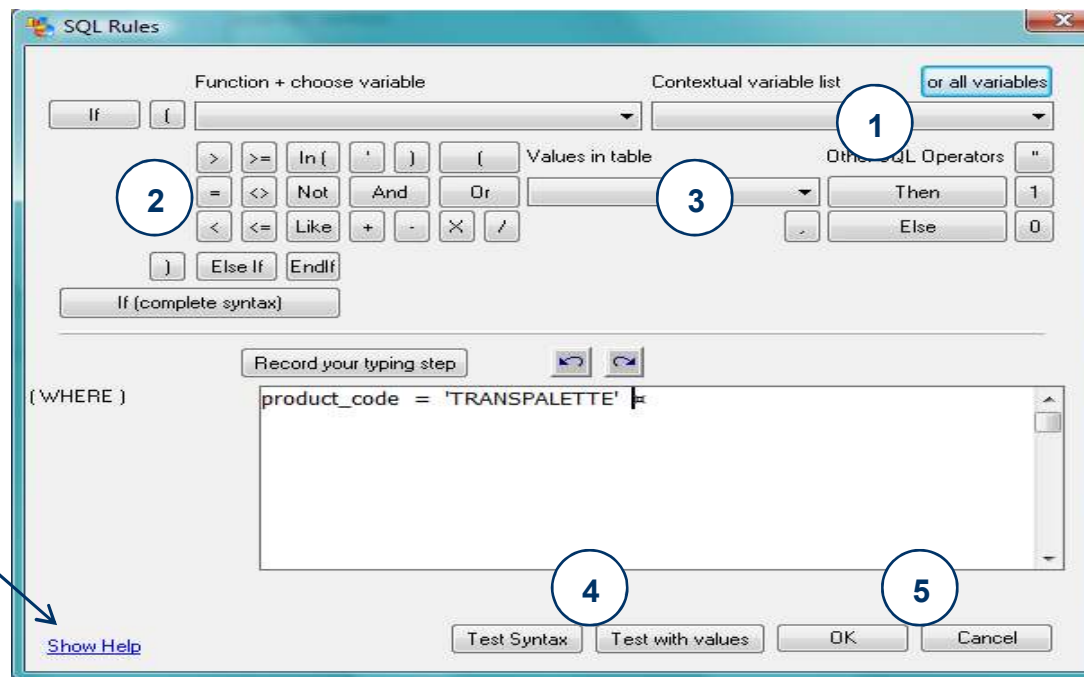 SQL Rules
Function + choose variable Contextual variable list or all variables
If (
1
> >= In ( ' ) ( Values in table Other SQL Operators "
2 = <> Not And Or 3 Then 1
< <= Like + - X / , Else 0
) Else If EndIf
If (complete syntax)
Record your typing step
( WHERE ) product_code = 'TRANSPALETTE' ¤
4 5
Show Help Test Syntax Test with values OK Cancel